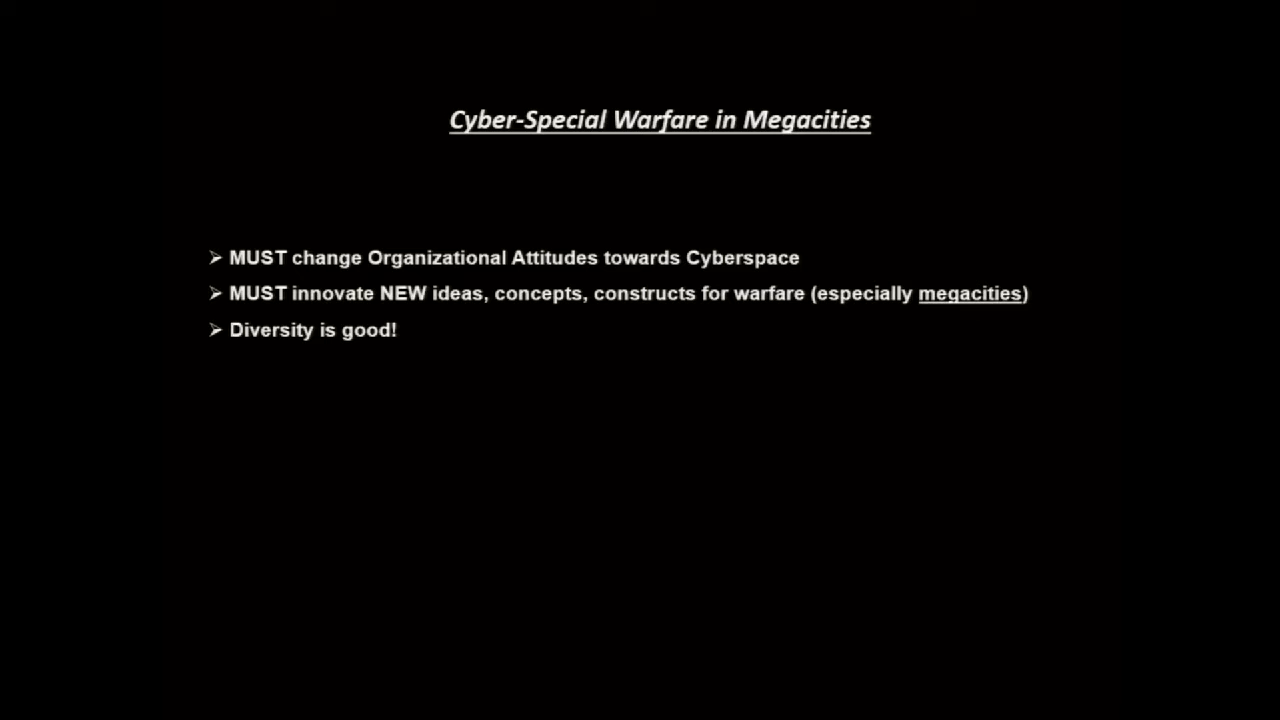 Cyber-Special Warfare in Megacities
➢ MUST change Organizational Attitudes towards Cyberspace
➢ MUST innovate NEW ideas, concepts, constructs for warfare (especially megacities)
➢ Diversity is good!